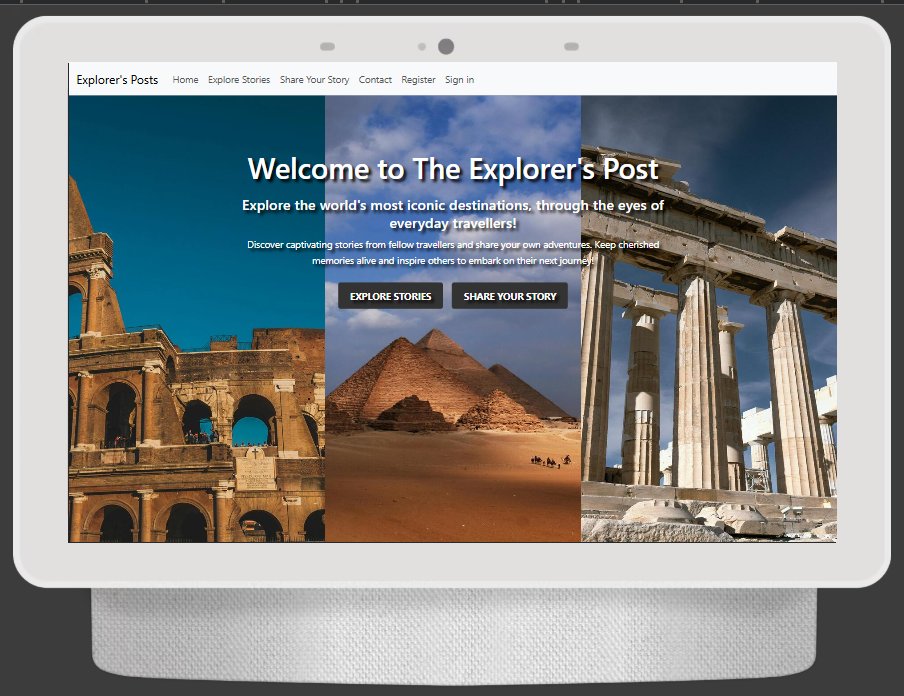 Explorer's Posts Home Explore Stories Share Your Story Contact Register Sign in
Welcome to The Explorer's Post
Explore the world's most iconic destinations, through the eyes of
everyday travellers!
Discover captivating stories from fellow travellers and share your own adventures. Keep cherished
memories alive and inspire others to embark on their next journey!
EXPLORE STORIES SHARE YOUR STORY